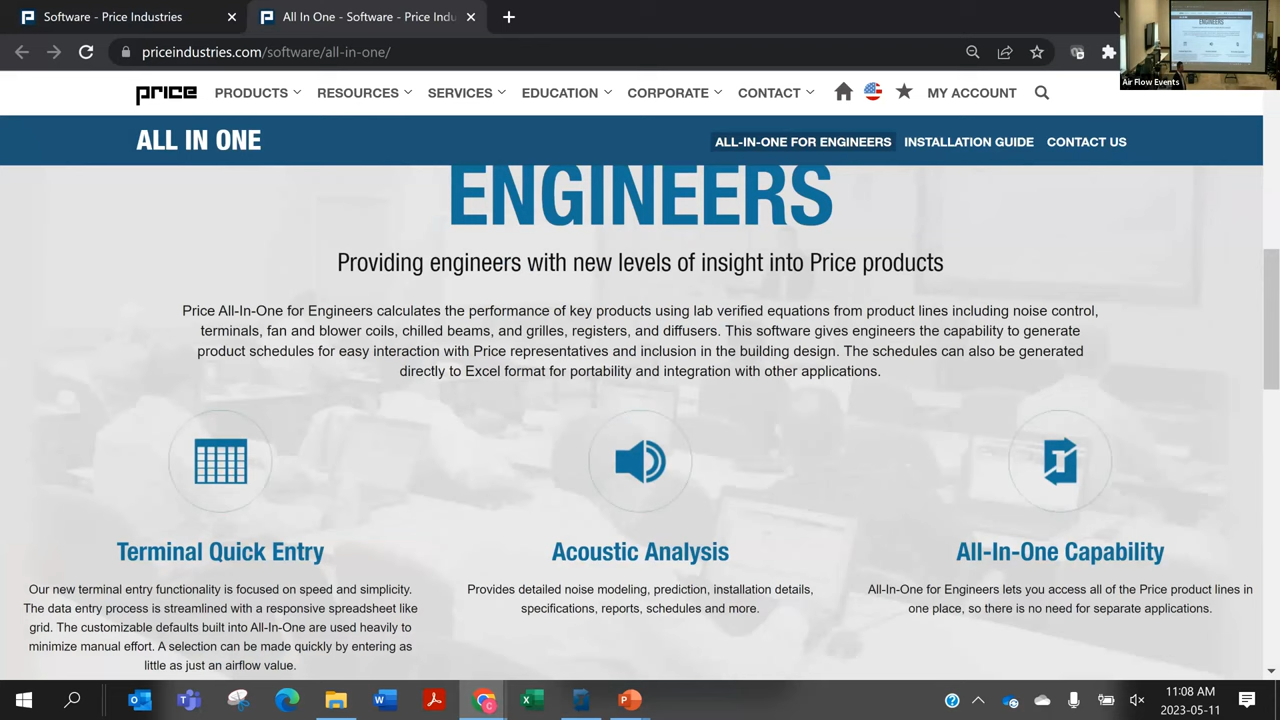 Software - Price Industries
All In One - Software - Price Indu
priceindustries.com/software/all-in-one/
ENGINEERS
Air Flow Events
price
PRODUCTS
RESOURCES
SERVICES
EDUCATION
CORPORATE
CONTACT
MY ACCOUNT
ALL IN ONE
ALL-IN-ONE FOR ENGINEERS
INSTALLATION GUIDE
CONTACT US
ENGINEERS
Providing engineers with new levels of insight into Price products
Price All-In-One for Engineers calculates the performance of key products using lab verified equations from product lines including noise control,
terminals, fan and blower coils, chilled beams, and grilles, registers, and diffusers. This software gives engineers the capability to generate
product schedules for easy interaction with Price representatives and inclusion in the building design. The schedules can also be generated
directly to Excel format for portability and integration with other applications.
Terminal Quick Entry
Our new terminal entry functionality is focused on speed and simplicity.
The data entry process is streamlined with a responsive spreadsheet like
grid. The customizable defaults built into All-In-One are used heavily to
minimize manual effort. A selection can be made quickly by entering as
little as just an airflow value.
Acoustic Analysis
Provides detailed noise modeling, prediction, installation details,
specifications, reports, schedules and more.
All-In-One Capability
All-In-One for Engineers lets you access all of the Price product lines in
one place, so there is no need for separate applications.
11:08 AM
2023-05-11